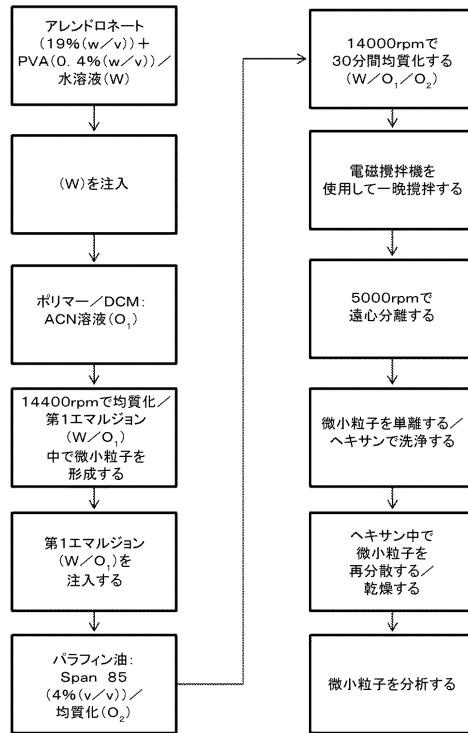 アレンドロネート
(19%(w/v))+
PVA(0. 4%(w/v))/
水溶液(W)
(W)を注入
ポリマー/DCM:
ACN溶液(O₁)
14400rpmで均質化/
第1エマルジョン
(W/O₁)
中で微小粒子を
形成する
第1エマルジョン
(W/O₁)を
注入する
パラフィン油:
Span 85
(4%(v/v))/
均質化(O₂)
14000rpmで
30分間均質化する
(W/O₁/O₂)
電磁攪拌機を
使用して一晩攪拌する
5000rpmで
遠心分離する
微小粒子を単離する/
ヘキサンで洗浄する
ヘキサン中で
微小粒子を
再分散する/
乾燥する
微小粒子を分析する